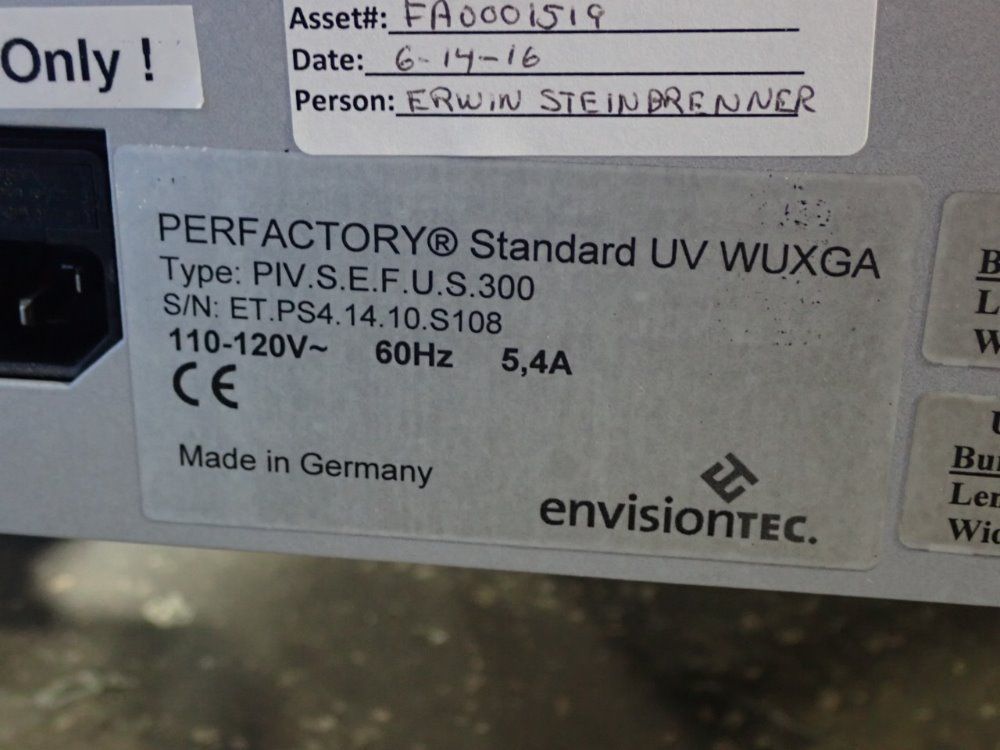 Only !
Asset#: FA0001519
Date: 6-14-16
Person: ERWIN STEINBRENNER
PERFACTORY® Standard UV WUXGA
Type: PIV.S.E.F.U.S.300
S/N: ET.PS4.14.10.S108
110-120V~ 60Hz 5,4A
CE
Made in Germany
ET
envisionTEC.